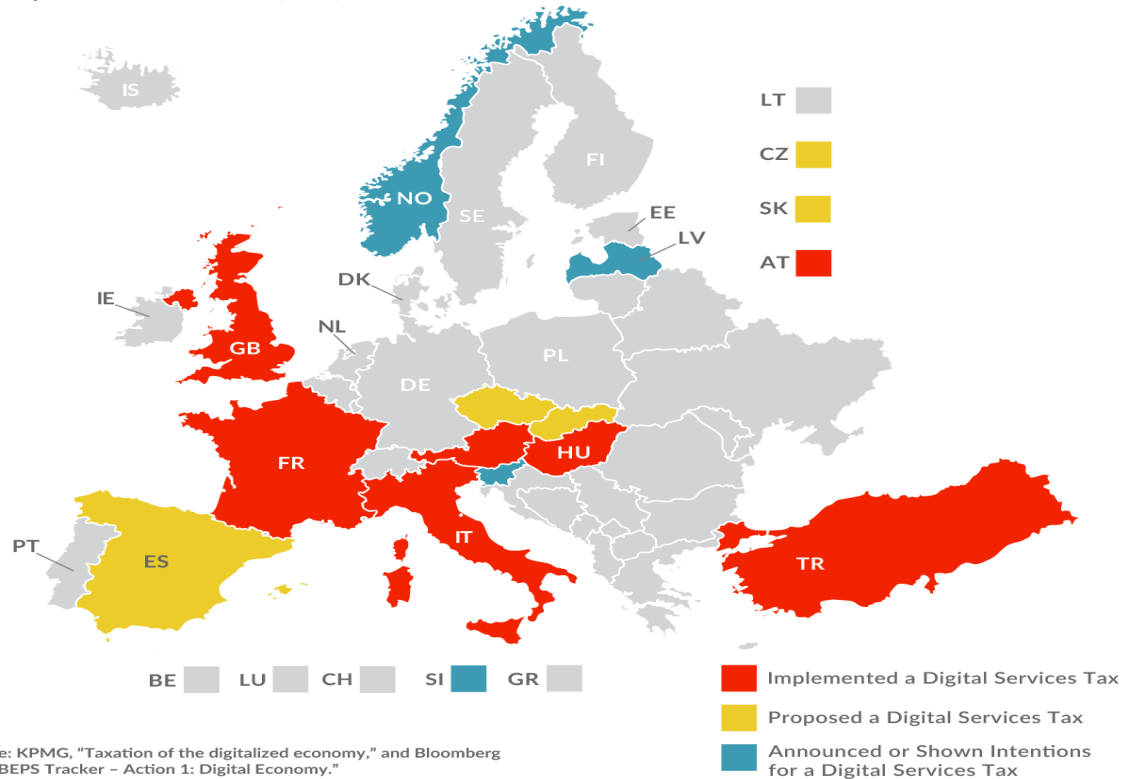 IS
LT
CZ
FI
NO
SK
SE
EE
LV
AT
DK
IE
NL
GB
PL
DE
HU
FR
IT
PT
ES
TR
BE LU CH SI GR
Implemented a Digital Services Tax
Proposed a Digital Services Tax
Announced or Shown Intentions
for a Digital Services Tax
e: KPMG, “Taxation of the digitalized economy,” and Bloomberg
BEPS Tracker – Action 1: Digital Economy.”